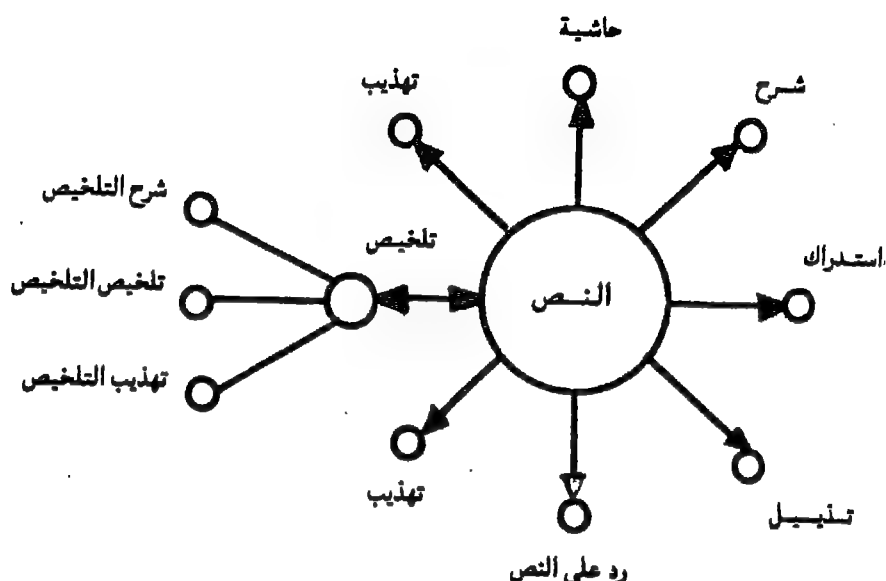 حاشية
شرح
تهذيب
شرح التلخيص
تلخيص
استدراك
تلخيص التلخيص
النص
تهذيب التلخيص
تهذيب
تذييل
رد على النص